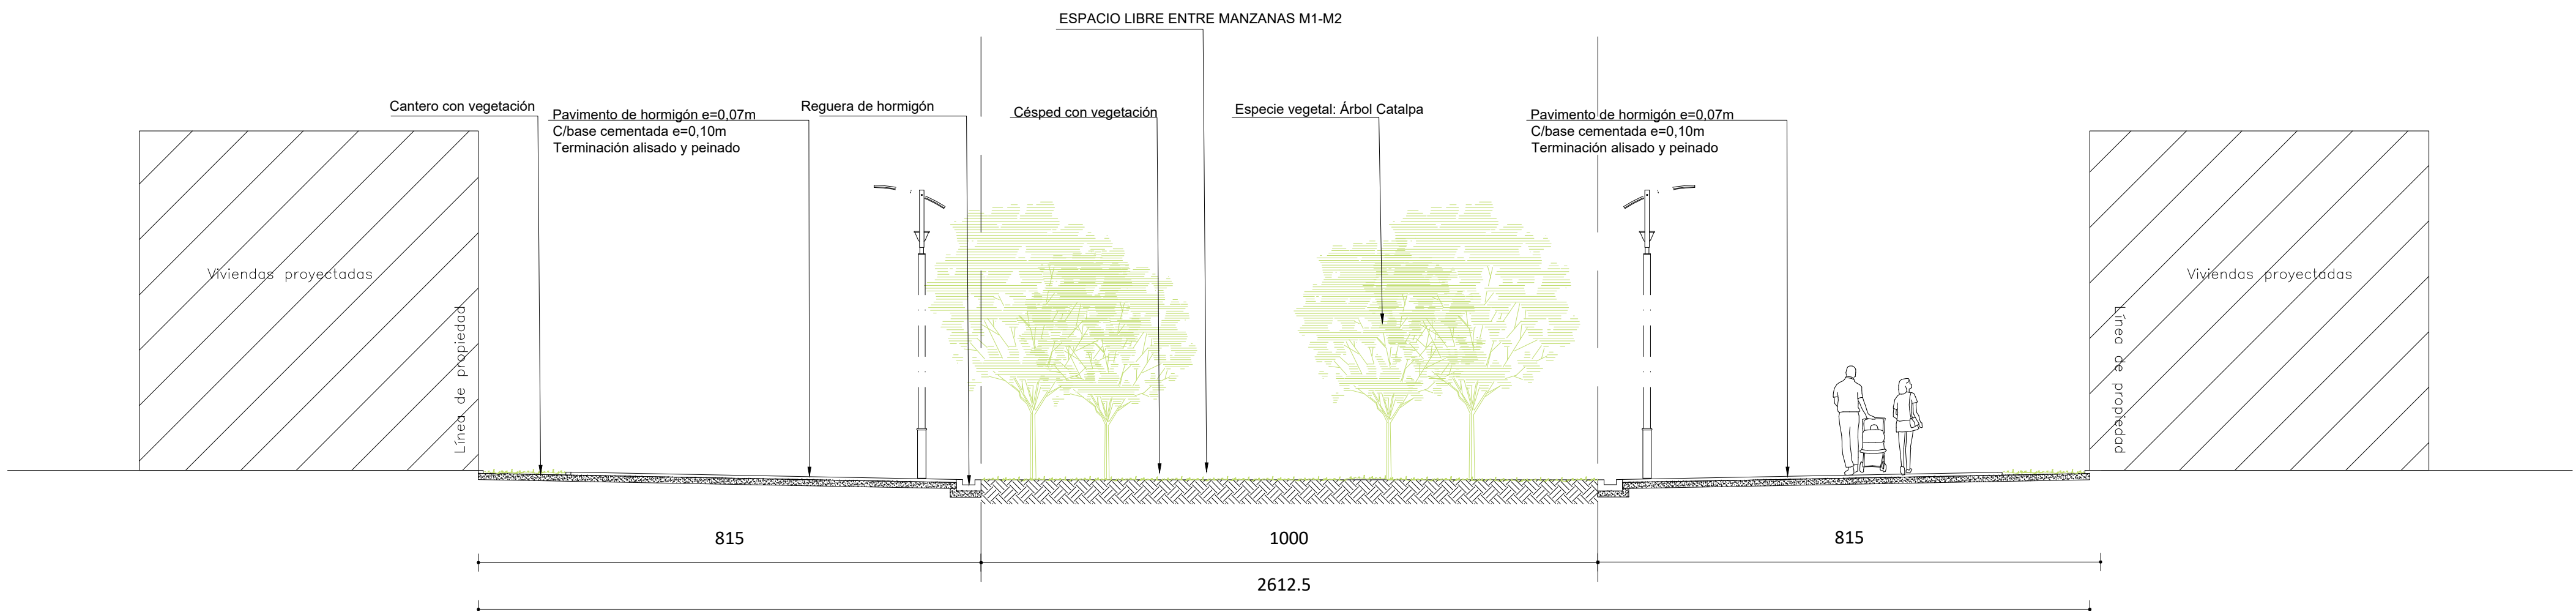 ESPACIO LIBRE ENTRE MANZANAS M1-M2
Cantero con vegetación
Pavimento de hormigón e=0,07m
C/base cementada e=0,10m
Terminación alisado y peinado
Reguera de hormigón
Césped con vegetación
Especie vegetal: Árbol Catalpa
Pavimento de hormigón e=0,07m
C/base cementada e=0,10m
Terminación alisado y peinado
Viviendas proyectadas
Línea de propiedad
Línea de propiedad
Viviendas proyectadas
815
1000
815
2612.5